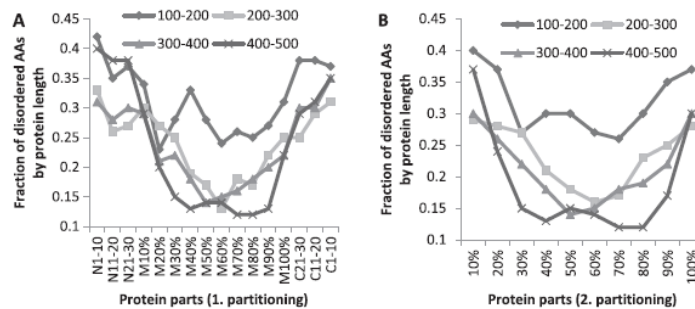 A
100-200 200-300
300-400 400-500
Fraction of disordered AAs
by protein length
0.45
0.4
0.35
0.3
0.25
0.2
0.15
0.1
N1-10
N11-20
N21-30
M10%
M20%
M30%
M40%
M50%
M60%
M70%
M80%
M90%
M100%
C21-30
C11-20
C1-10
Protein parts (1. partitioning)
B
100-200 200-300
300-400 400-500
Fraction of disordered AAs
by protein length
0.45
0.4
0.35
0.3
0.25
0.2
0.15
0.1
10%
20%
30%
40%
50%
60%
70%
80%
90%
100%
Protein parts (2. partitioning)